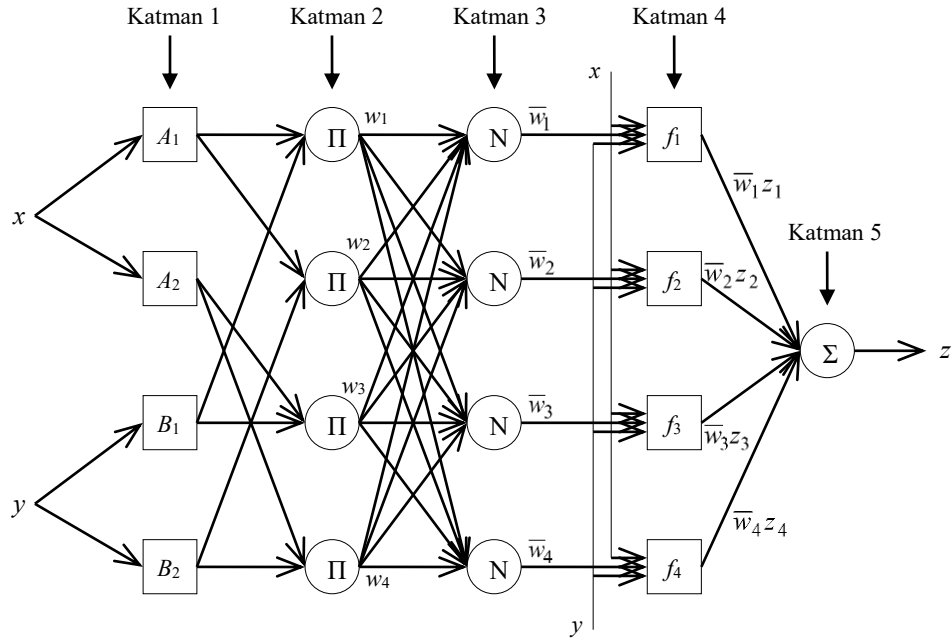 Katman 1
Katman 2
Katman 3
Katman 4
Katman 5
x
y
A₁
A₂
B₁
B₂
Π
Π
Π
Π
w₁
w₂
w₃
w₄
N
N
N
N
w̅₁
w̅₂
w̅₃
w̅₄
x
y
f₁
f₂
f₃
f₄
w̅₁z₁
w̅₂z₂
w̅₃z₃
w̅₄z₄
Σ
z